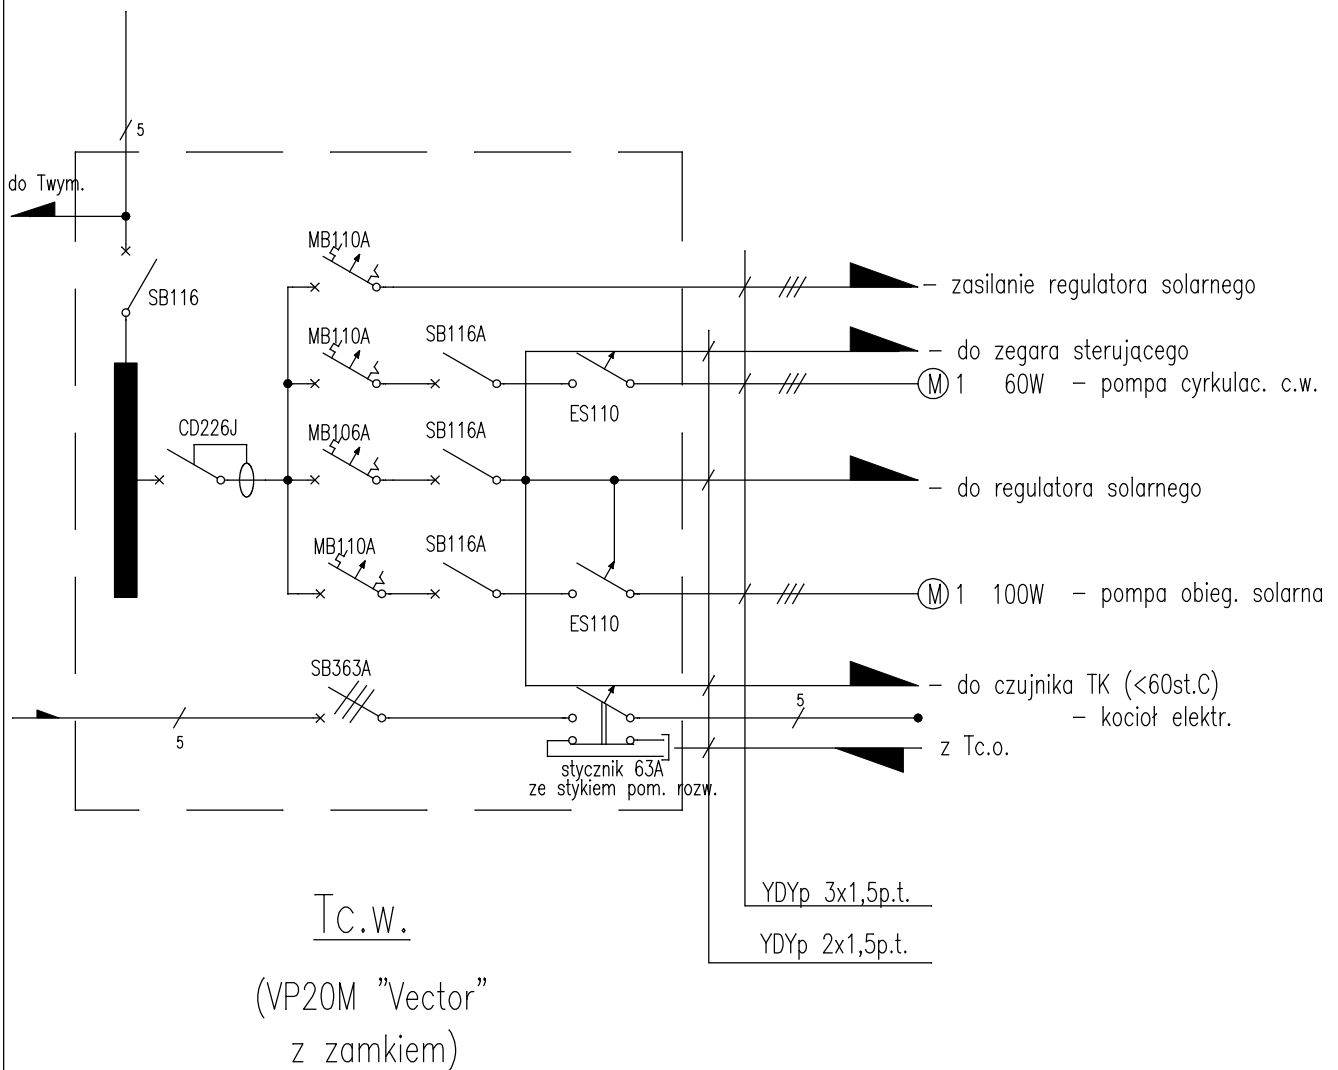 5
do Twym.
SB116
MB110A
– zasilanie regulatora solarnego
MB110A
SB116A
– do zegara sterującego
ES110
M 1 60W – pompa cyrkulac. c.w.
CD226J
MB106A
SB116A
– do regulatora solarnego
MB110A
SB116A
ES110
M 1 100W – pompa obieg. solarna
SB363A
– do czujnika TK (<60st.C)
5
5
– kocioł elektr.
z Tc.o.
stycznik 63A
ze stykiem pom. rozw.
YDYp 3x1,5p.t.
YDYp 2x1,5p.t.
Tc.w.
(VP20M ”Vector”
z zamkiem)